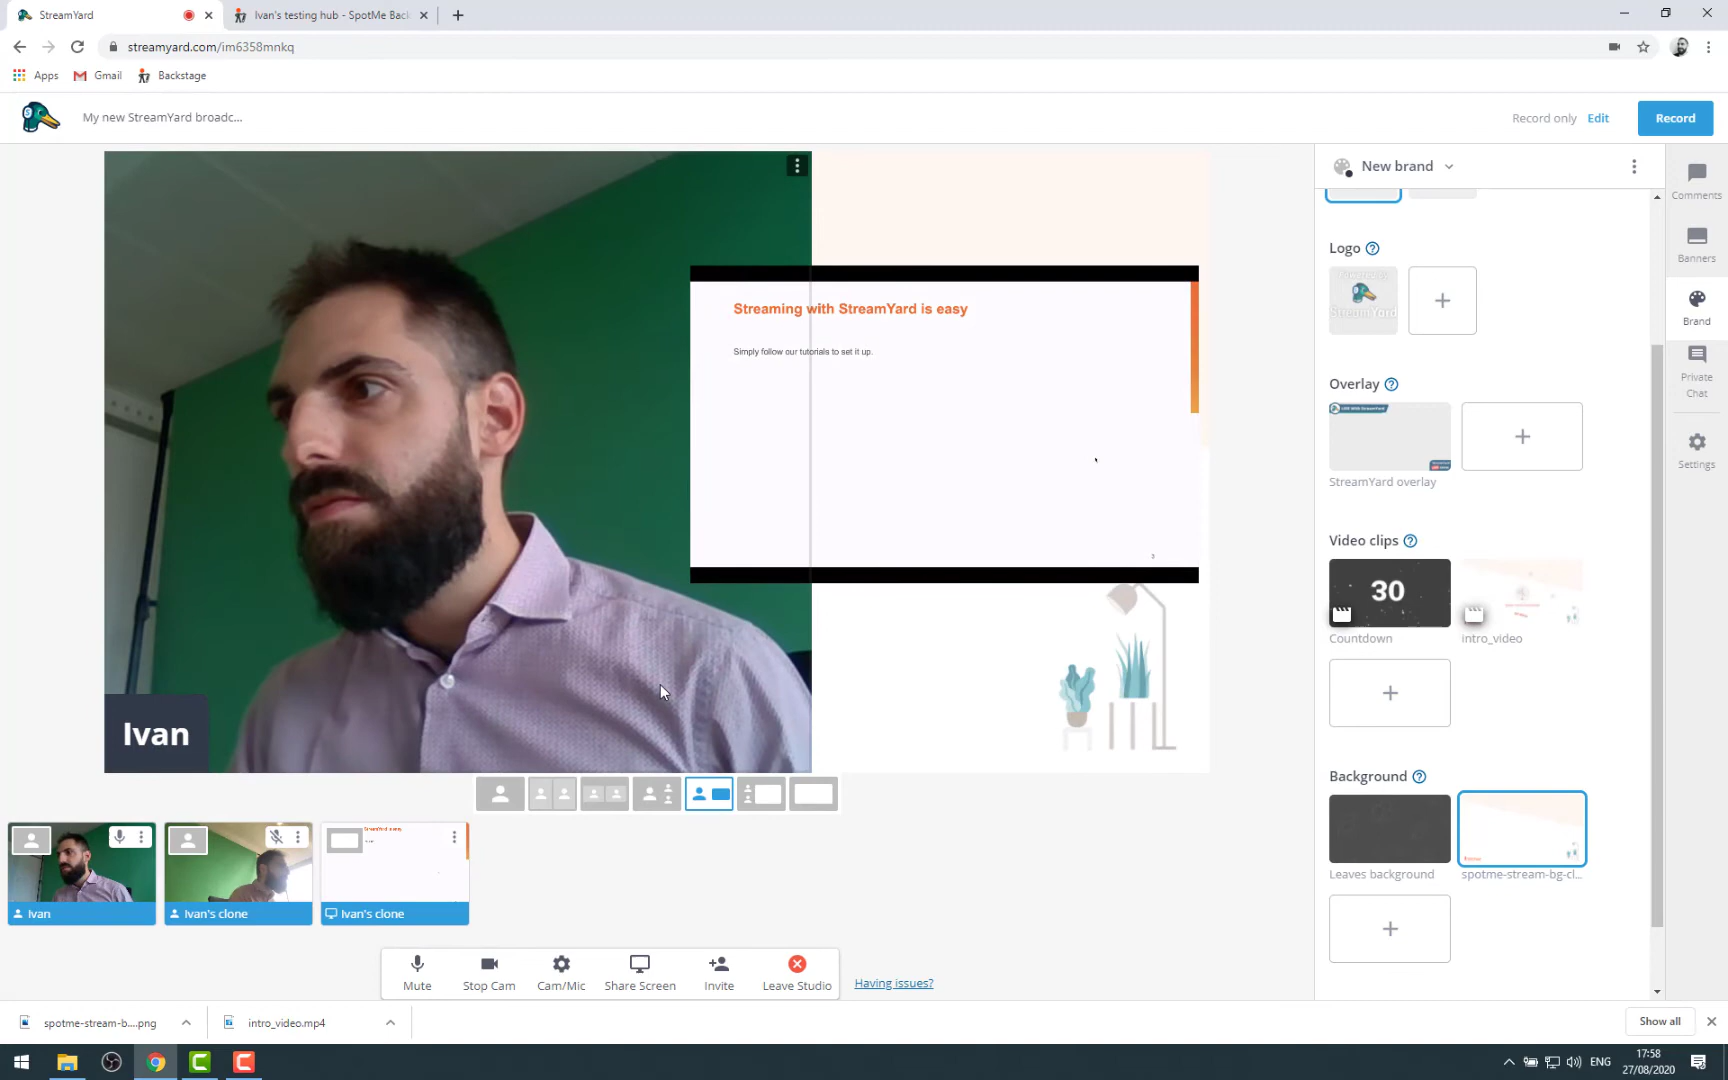 StreamYard
Ivan's testing hub - SpotMe Back
streamyard.com/im6358mnkq
Apps
Gmail
Backstage
My new StreamYard broadc...
Record only
Edit
Record
New brand
Comments
Logo
Powered by
StreamYard
Banners
Brand
Private
Chat
Settings
Streaming with StreamYard is easy
Simply follow our tutorials to set it up.
3
Overlay
StreamYard overlay
Video clips
30
Countdown
intro_video
Background
Leaves background
spotme-stream-bg-cl...
Ivan
Ivan
Ivan's clone
Ivan's clone
Mute
Stop Cam
Cam/Mic
Share Screen
Invite
Leave Studio
Having issues?
spotme-stream-b....png
intro_video.mp4
Show all
ENG
17:58
27/08/2020